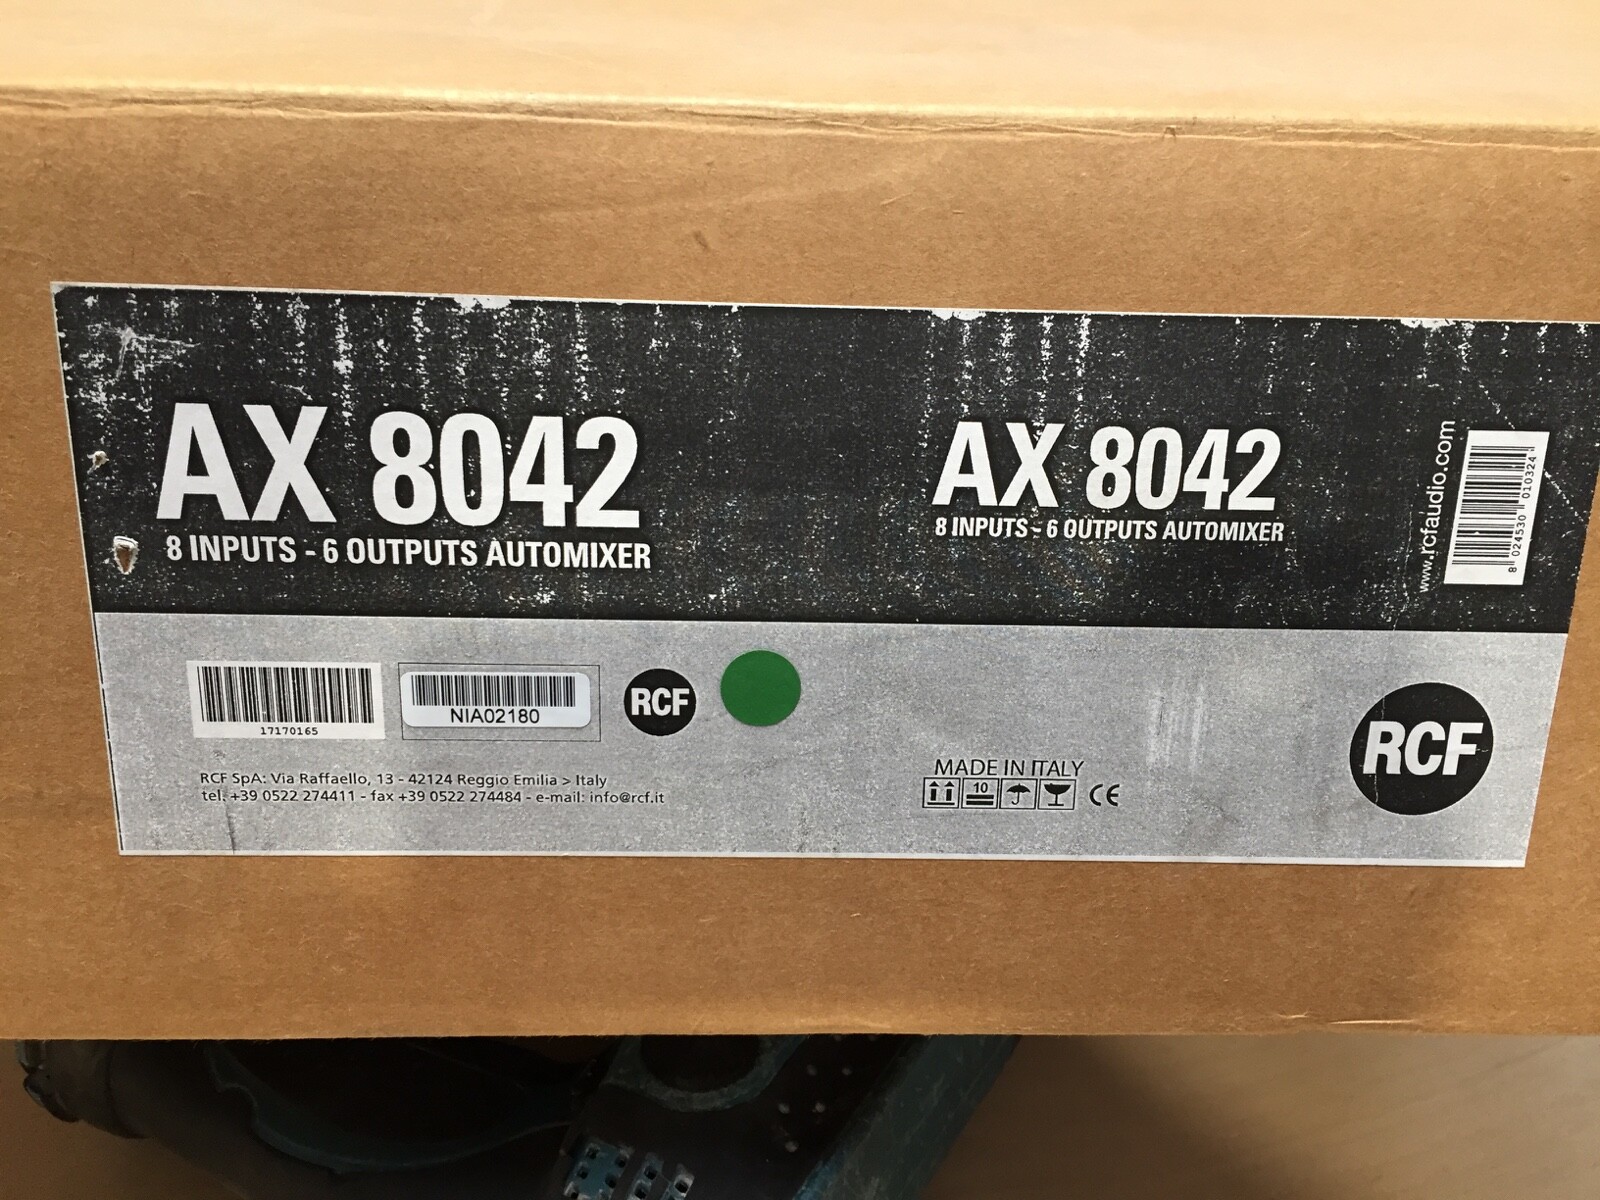 AX 8042
8 INPUTS - 6 OUTPUTS AUTOMIXER
AX 8042
8 INPUTS - 6 OUTPUTS AUTOMIXER
www.rcfaudio.com
8 024530 010324
17170165
NIA02180
RCF
RCF SpA: Via Raffaello, 13 - 42124 Reggio Emilia > Italy
tel. +39 0522 274411 - fax +39 0522 274484 - e-mail: info@rcf.it
MADE IN ITALY
10
CE
RCF